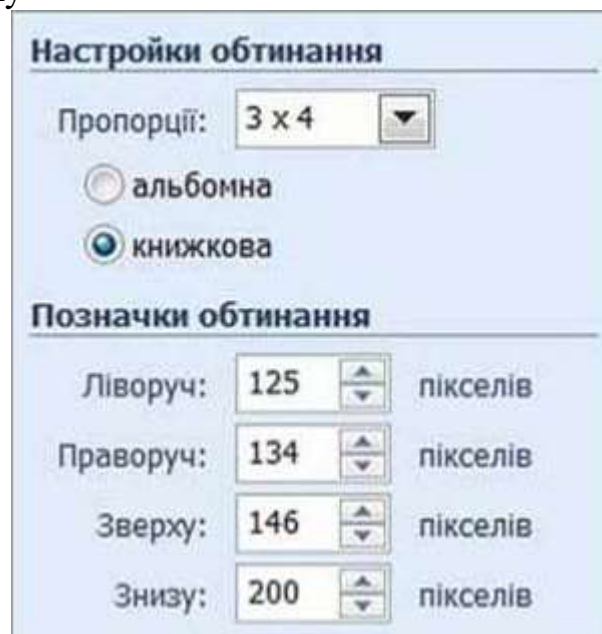 у
Настройки обтинання
Пропорції: 3 x 4
альбомна
книжкова
Позначки обтинання
Ліворуч: 125 пікселів
Праворуч: 134 пікселів
Зверху: 146 пікселів
Знизу: 200 пікселів